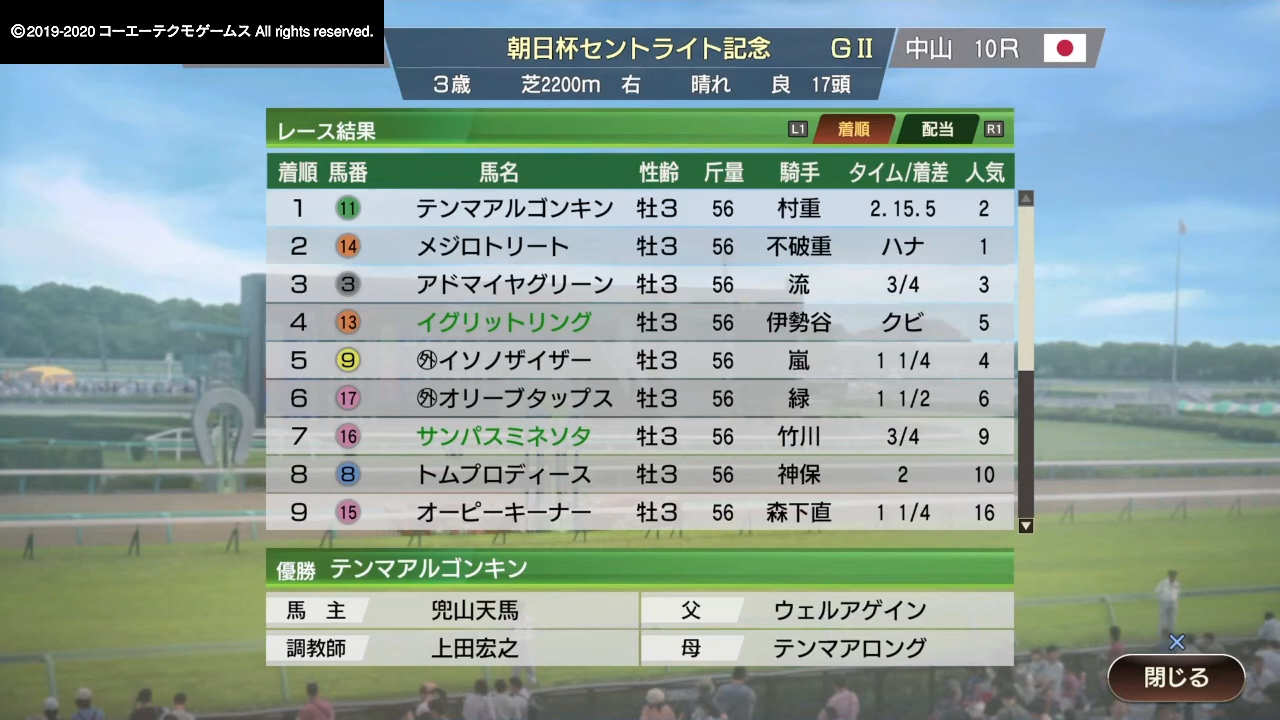 ©2019-2020 コーエーテクモゲームス All rights reserved.
朝日杯セントライト記念 GⅡ 中山 10R
3歳 芝2200m 右 晴れ 良 17頭
レース結果 L1 着順 配当 R1
着順 馬番 馬名 性齢 斤量 騎手 タイム/着差 人気
1 11 テンマアルゴンキン 牡3 56 村重 2.15.5 2
2 14 メジロトリート 牡3 56 不破重 ハナ 1
3 3 アドマイヤグリーン 牡3 56 流 3/4 3
4 13 イグリットリング 牡3 56 伊勢谷 クビ 5
5 9 ㊕イソノザイザー 牡3 56 嵐 1 1/4 4
6 17 外オリーブタップス 牡3 56 緑 1 1/2 6
7 16 サンパスミネソタ 牡3 56 竹川 3/4 9
8 8 トムプロディース 牡3 56 神保 2 10
9 15 オーピーキーナー 牡3 56 森下直 1 1/4 16
優勝 テンマアルゴンキン
馬主 兜山天馬 父 ウェルアゲイン
調教師 上田宏之 母 テンマアロング
閉じる